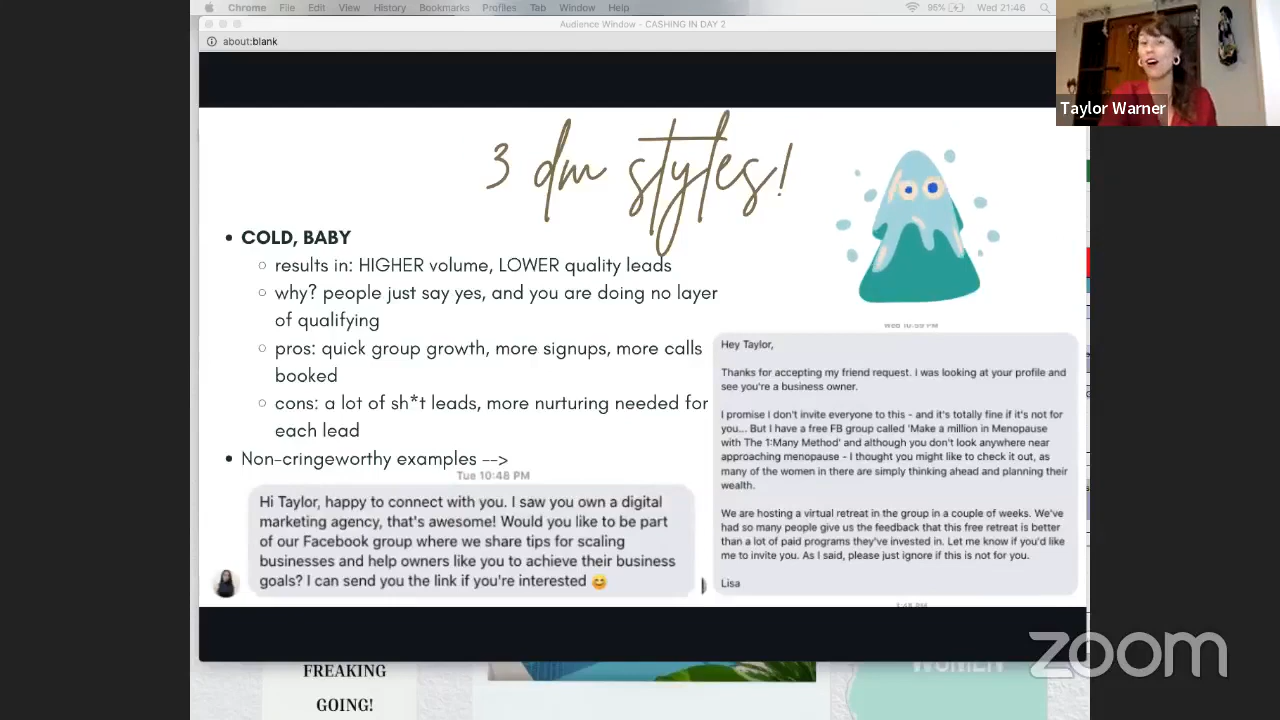 Chrome File Edit View History Bookmarks Profiles Tab Window Help 96% Wed 21:46
Audience Window - CASHING IN DAY 2
about:blank
Taylor Warner
3 dm styles!
COLD, BABY
results in: HIGHER volume, LOWER quality leads
why? people just say yes, and you are doing no layer
of qualifying
pros: quick group growth, more signups, more calls
booked
cons: a lot of sh*t leads, more nurturing needed for
each lead
Non-cringeworthy examples -->
Tue 10:48 PM
Hi Taylor, happy to connect with you. I saw you own a digital
marketing agency, that's awesome! Would you like to be part
of our Facebook group where we share tips for scaling
businesses and help owners like you to achieve their business
goals? I can send you the link if you're interested 😊
Hey Taylor,
Thanks for accepting my friend request. I was looking at your profile and
see you're a business owner.
I promise I don't invite everyone to this - and it's totally fine if it's not for
you... But I have a free FB group called 'Make a million in Menopause
with The 1:Many Method' and although you don't look anywhere near
approaching menopause - I thought you might like to check it out, as
many of the women in there are simply thinking ahead and planning their
wealth.
We are hosting a virtual retreat in the group in a couple of weeks. We've
had so many people give us the feedback that this free retreat is better
than a lot of paid programs they've invested in. Let me know if you'd like
me to invite you. As I said, please just ignore if this is not for you.
Lisa
FREAKING
GOING!
WOMEN
zoom